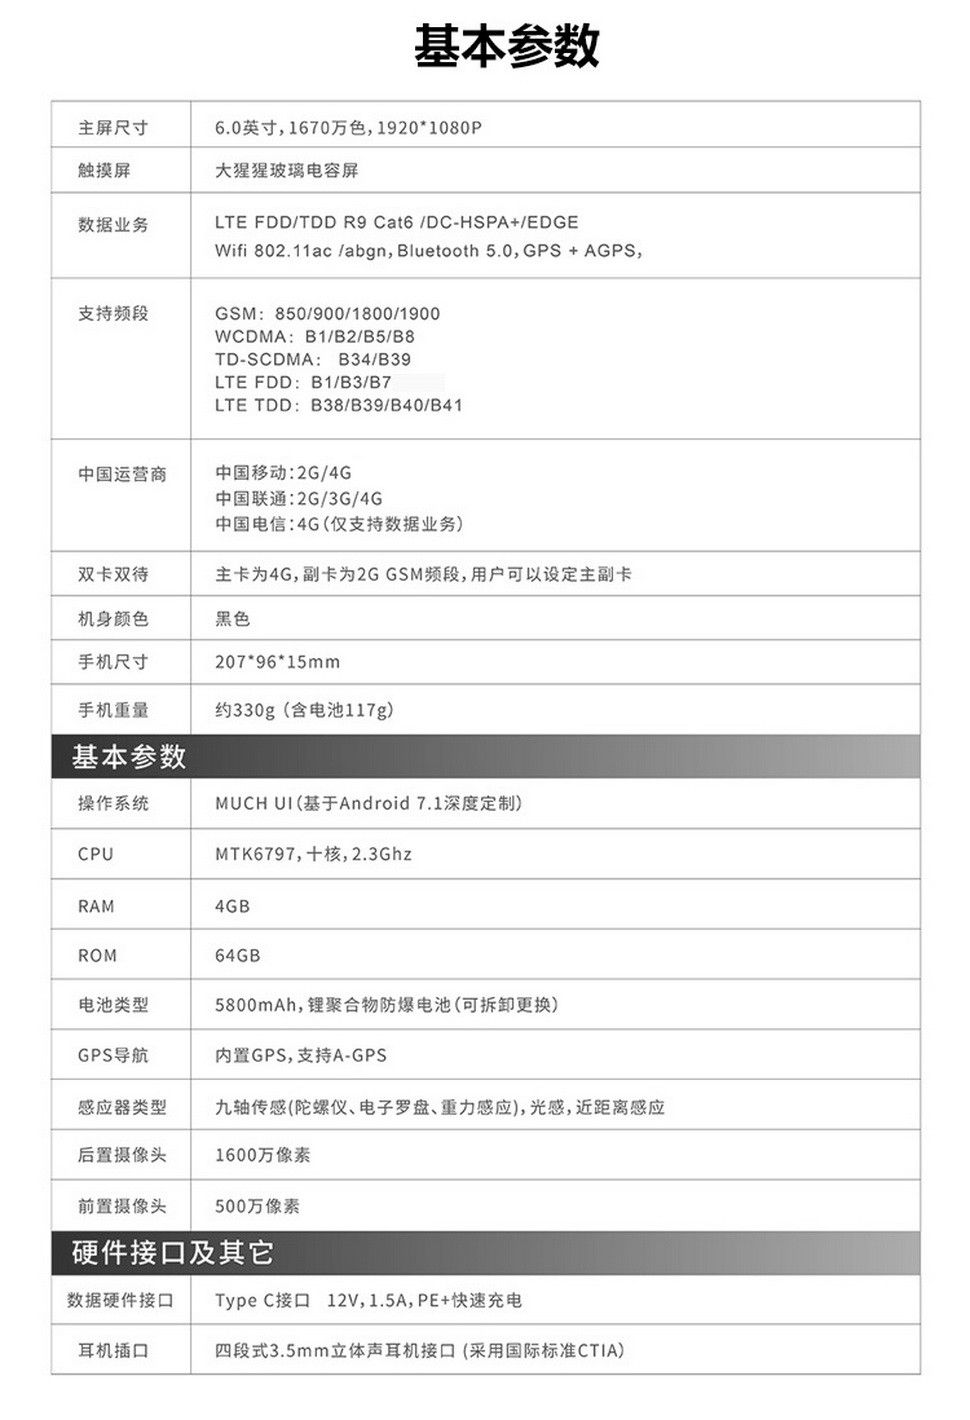 基本参数
主屏尺寸 6.0英寸，1670万色，1920*1080P
触摸屏 大猩猩玻璃电容屏
数据业务 LTE FDD/TDD R9 Cat6 /DC-HSPA+/EDGE
Wifi 802.11ac /abgn，Bluetooth 5.0，GPS + AGPS，
支持频段 GSM：850/900/1800/1900
WCDMA：B1/B2/B5/B8
TD-SCDMA： B34/B39
LTE FDD：B1/B3/B7
LTE TDD：B38/B39/B40/B41
中国运营商 中国移动：2G/4G
中国联通：2G/3G/4G
中国电信：4G（仅支持数据业务）
双卡双待 主卡为4G，副卡为2G GSM频段，用户可以设定主副卡
机身颜色 黑色
手机尺寸 207*96*15mm
手机重量 约330g（含电池117g）
基本参数
操作系统 MUCH UI（基于Android 7.1深度定制）
CPU MTK6797，十核，2.3Ghz
RAM 4GB
ROM 64GB
电池类型 5800mAh，锂聚合物防爆电池（可拆卸更换）
GPS导航 内置GPS，支持A-GPS
感应器类型 九轴传感(陀螺仪、电子罗盘、重力感应)，光感，近距离感应
后置摄像头 1600万像素
前置摄像头 500万像素
硬件接口及其它
数据硬件接口 Type C接口 12V，1.5A，PE+快速充电
耳机插口 四段式3.5mm立体声耳机接口（采用国际标准CTIA）